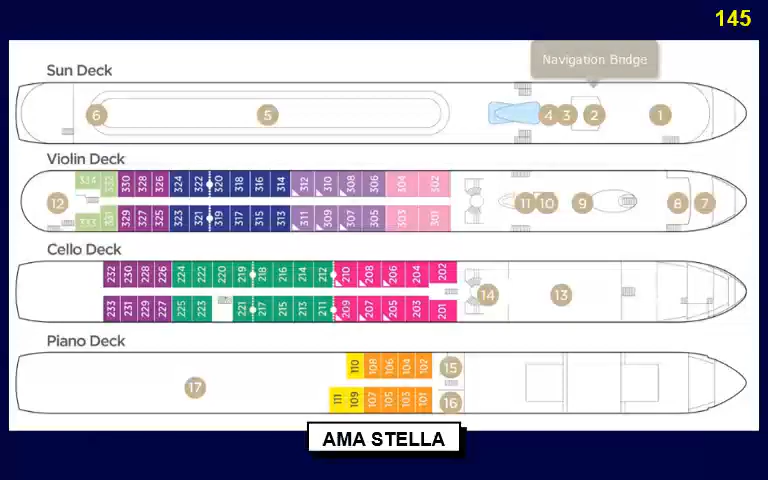 145
Navigation Bridge
Sun Deck
6 5 4 3 2 1
Violin Deck
334 332 330 328 326 324 322 320 318 316 314 312 310 308 306 304 302
12 11 10 9 8 7
333 331 329 327 325 323 321 319 317 315 313 311 309 307 305 303 301
Cello Deck
232 230 228 226 224 222 220 219 218 216 214 212 210 208 206 204 202
14 13
233 231 229 227 225 223 221 217 215 213 211 209 207 205 203 201
Piano Deck
110 108 106 104 102 15
17
111 109 107 105 103 101 16
AMA STELLA